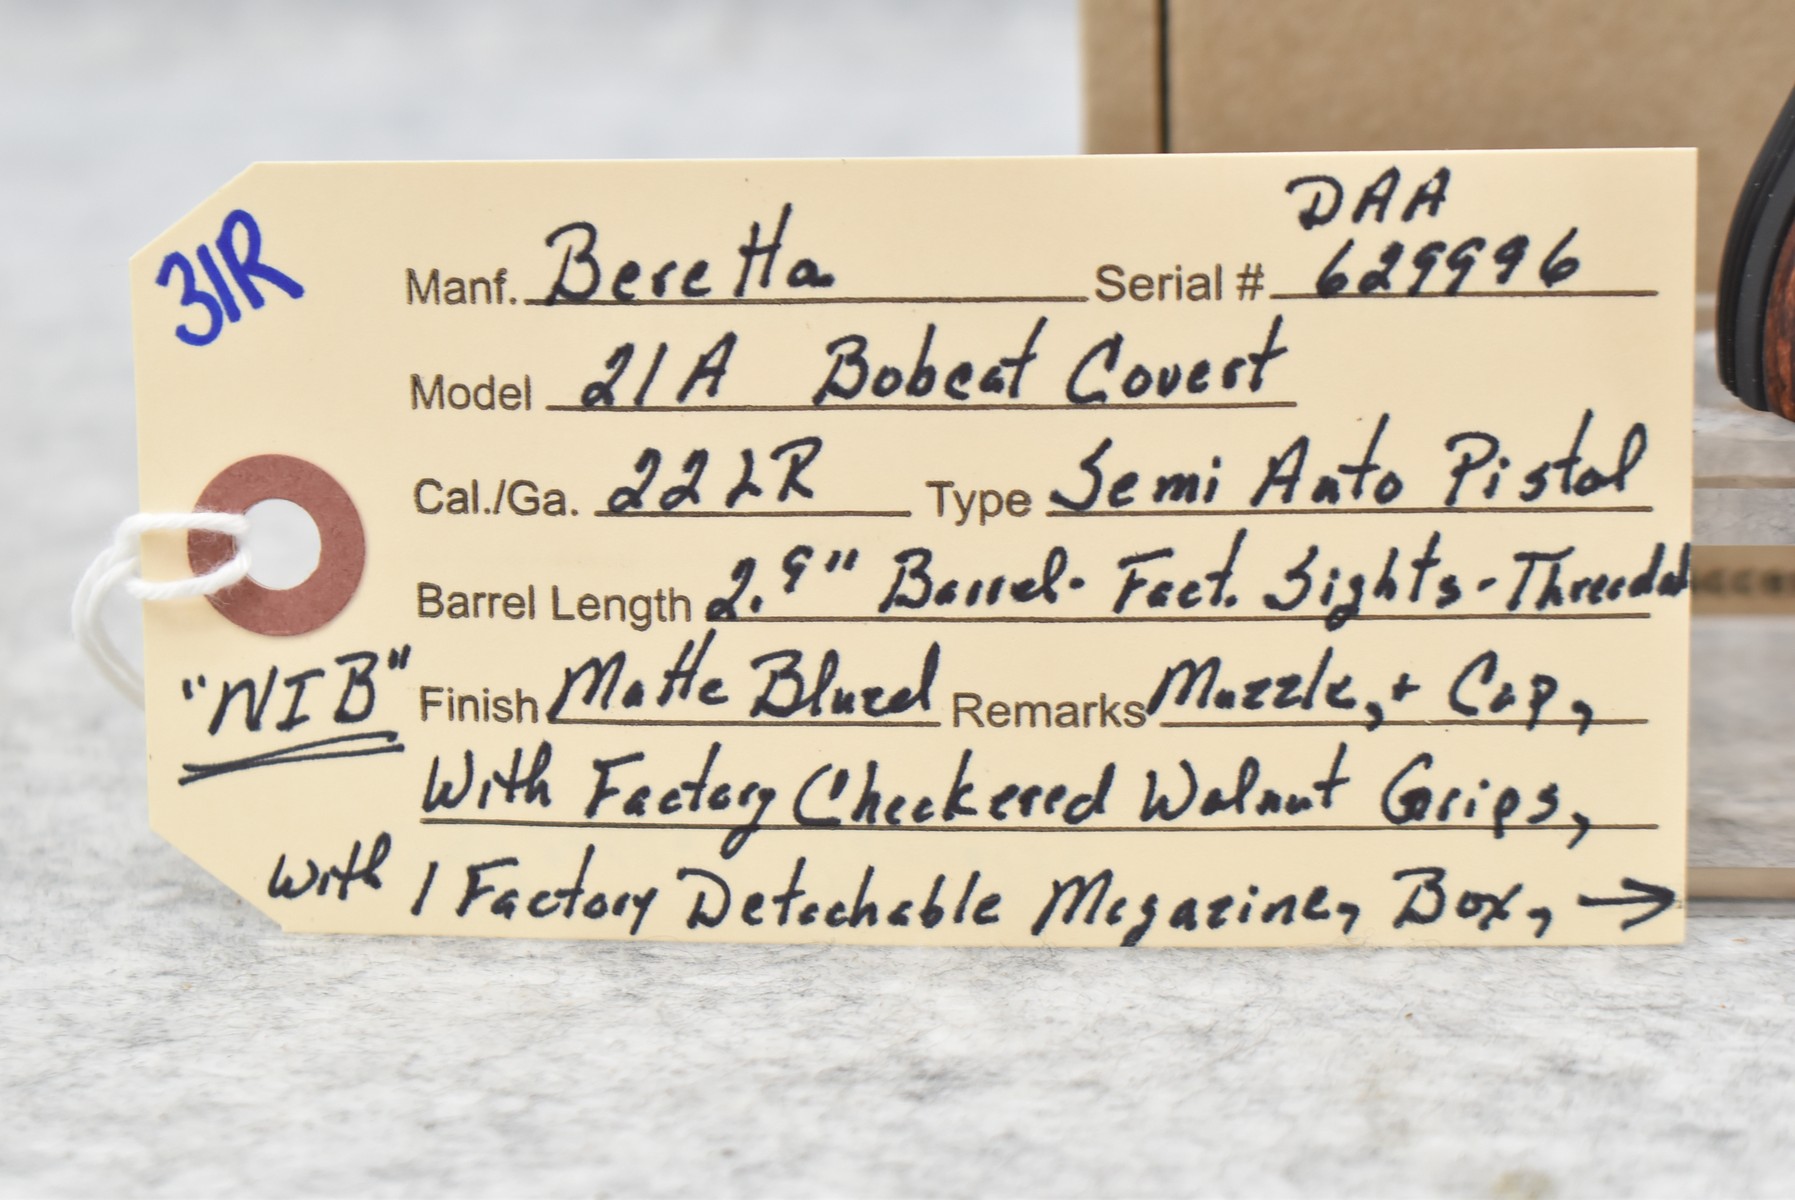 31R
DAA
Manf. Beretta Serial # 629996
Model 21A Bobcat Covert
Cal./Ga. 22LR Type Semi Auto Pistol
Barrel Length 2.9" Barrel- Fact. Sights - Threaded
"NIB" Finish Matte Blued Remarks Muzzle, + Cap,
With Factory Checkered Walnut Grips,
with 1 Factory Detachable Magazine, Box, →